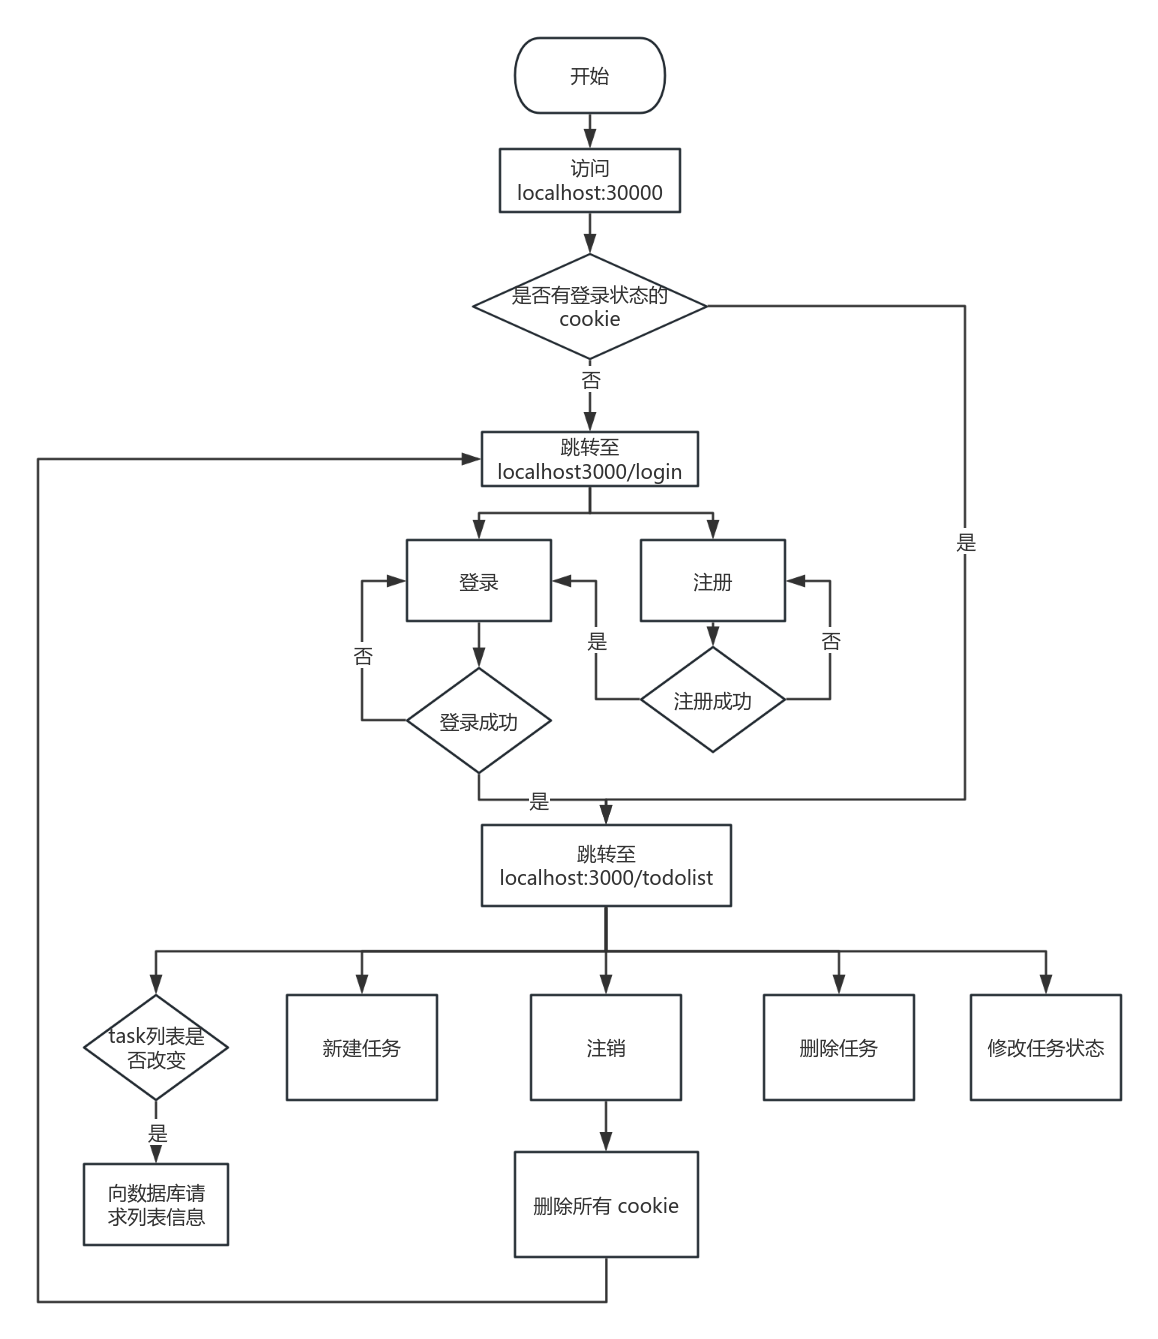 开始
访问
localhost:30000
是否有登录状态的
cookie
否
跳转至
localhost3000/login
是
登录
注册
否
是
否
登录成功
注册成功
是
跳转至
localhost:3000/todolist
task列表是
否改变
新建任务
注销
删除任务
修改任务状态
是
向数据库请
求列表信息
删除所有 cookie